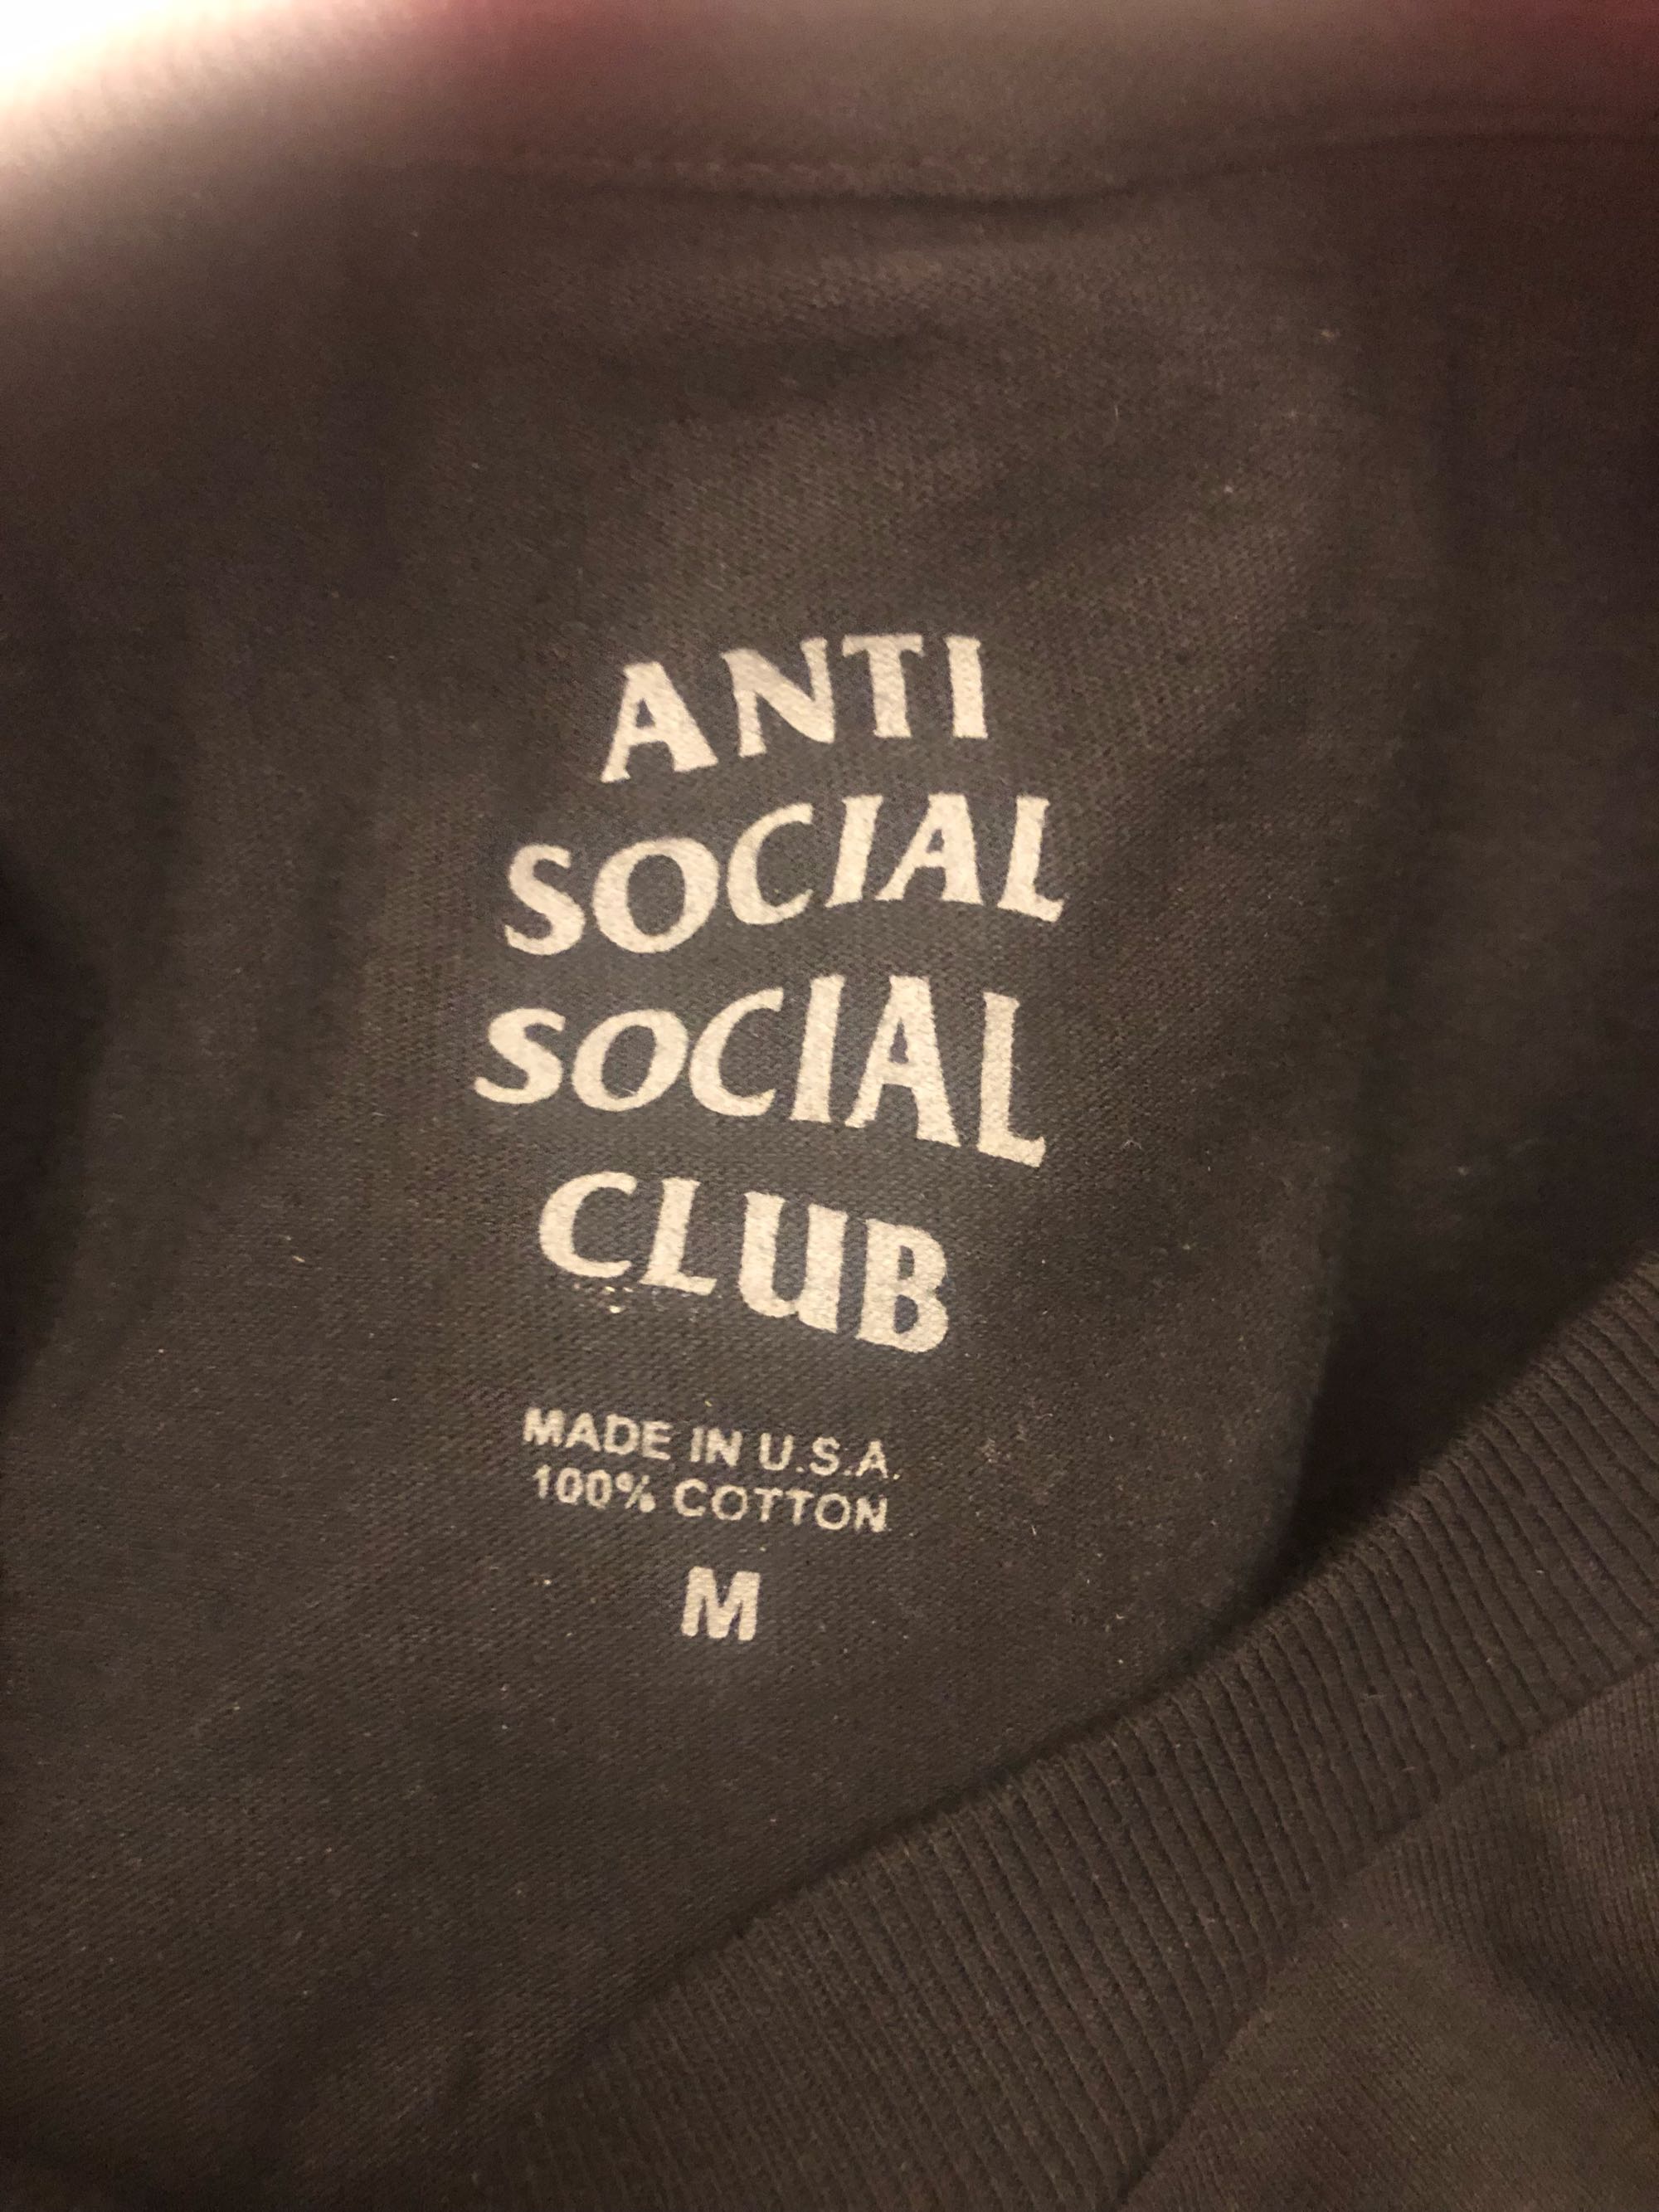 ANTI
SOCIAL
SOCIAL
CLUB
MADE IN U.S.A.
100% COTTON
M